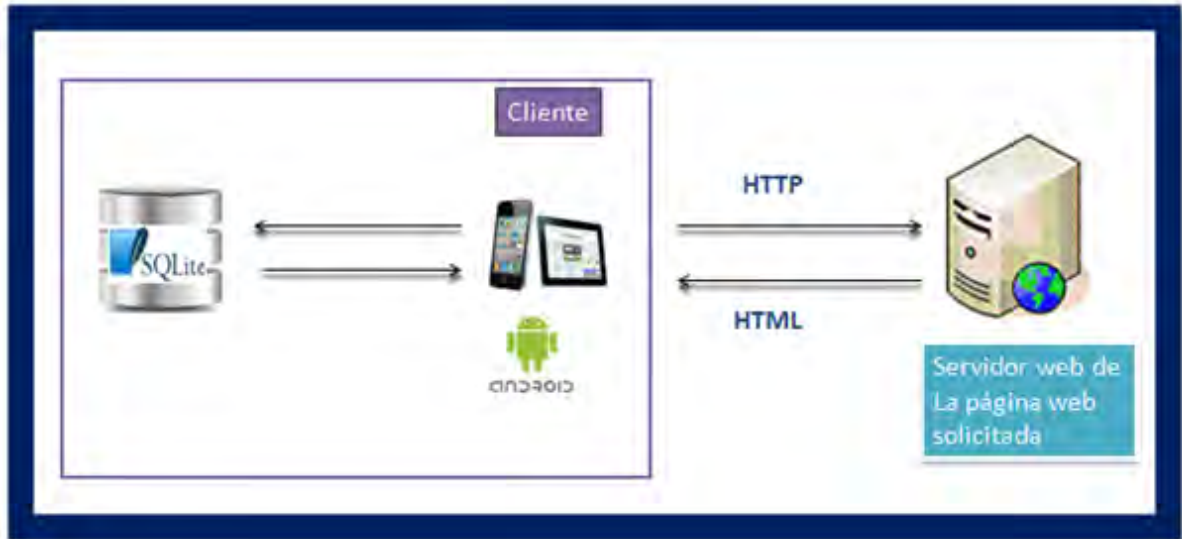 Cliente
HTTP
SQLite
HTML
ANDROID
Servidor web de
La página web
solicitada